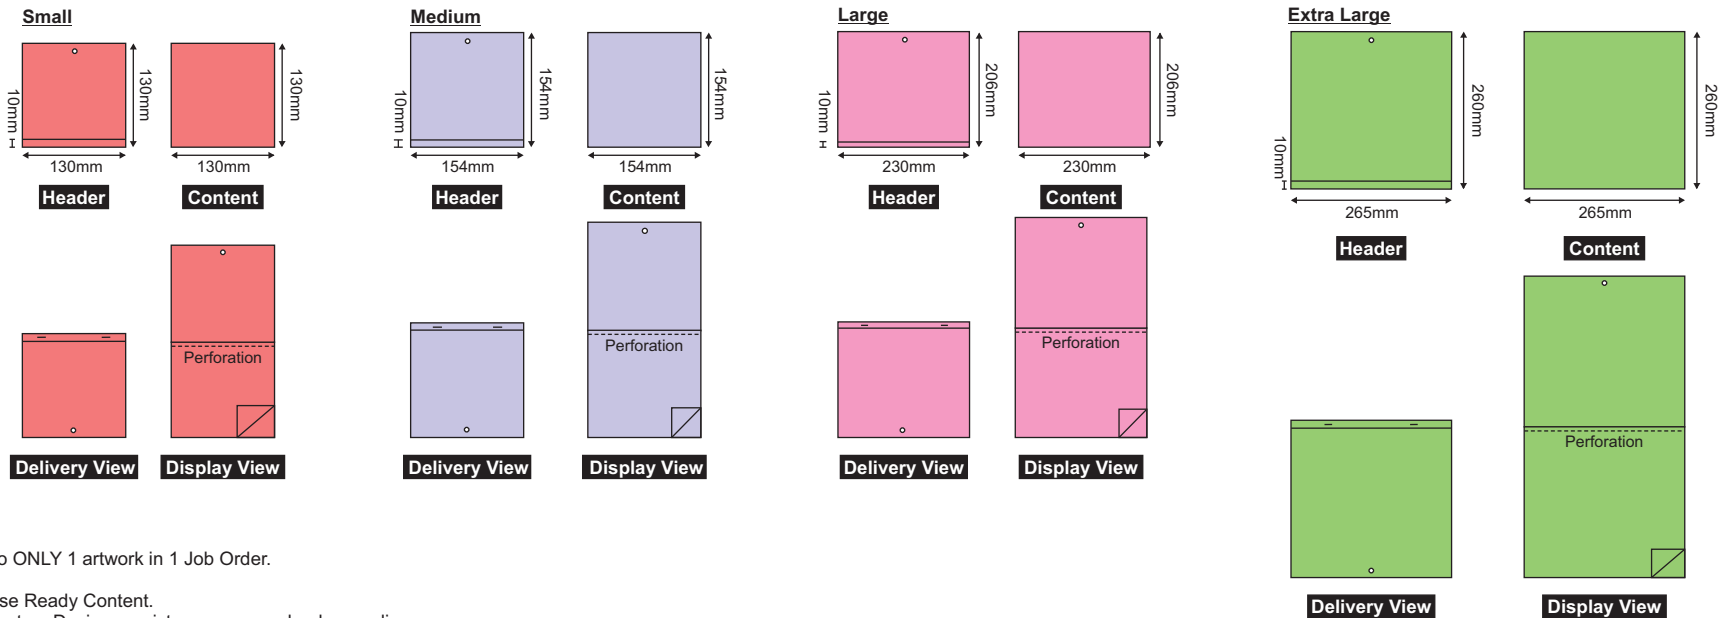 Small
10mm
130mm
130mm
130mm
130mm
Header
Content
Perforation
Delivery View
Display View
Medium
10mm
154mm
154mm
154mm
154mm
Header
Content
Perforation
Delivery View
Display View
Large
10mm
206mm
230mm
206mm
230mm
Header
Content
Perforation
Delivery View
Display View
Extra Large
10mm
260mm
265mm
260mm
265mm
Header
Content
Perforation
Delivery View
Display View
o ONLY 1 artwork in 1 Job Order.
se Ready Content.